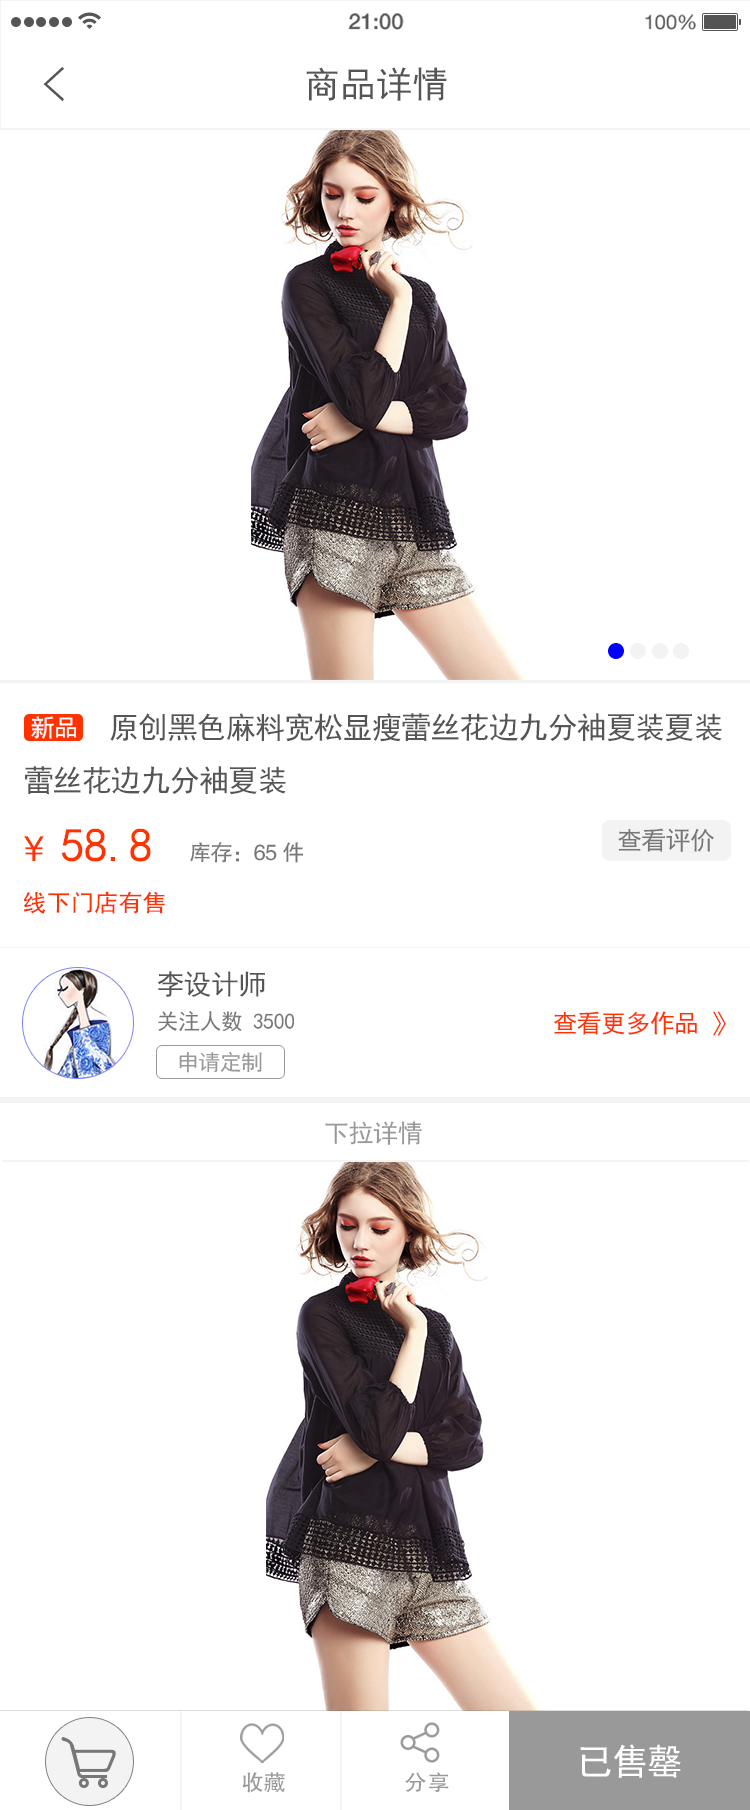 21:00
100%
商品详情
新品 原创黑色麻料宽松显瘦蕾丝花边九分袖夏装夏装
蕾丝花边九分袖夏装
¥ 58.8 库存：65 件
查看评价
线下门店有售
李设计师
关注人数 3500
申请定制
查看更多作品 》
下拉详情
收藏
分享
已售罄